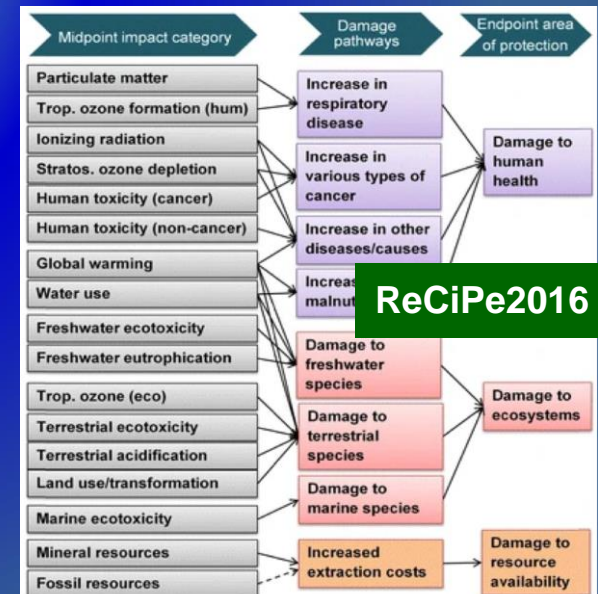 Midpoint impact category
Damage
pathways
Endpoint area
of protection
Particulate matter
Trop. ozone formation (hum)
Ionizing radiation
Stratos. ozone depletion
Human toxicity (cancer)
Human toxicity (non-cancer)
Global warming
Water use
Freshwater ecotoxicity
Freshwater eutrophication
Trop. ozone (eco)
Terrestrial ecotoxicity
Terrestrial acidification
Land use/transformation
Marine ecotoxicity
Mineral resources
Fossil resources
Increase in
respiratory
disease
Increase in
various types of
cancer
Increase in other
diseases/causes
Damage to
freshwater
species
Damage to
terrestrial
species
Damage to
marine species
Increased
extraction costs
Damage to
human
health
ReCiPe2016
Damage to
ecosystems
Damage to
resource
availability